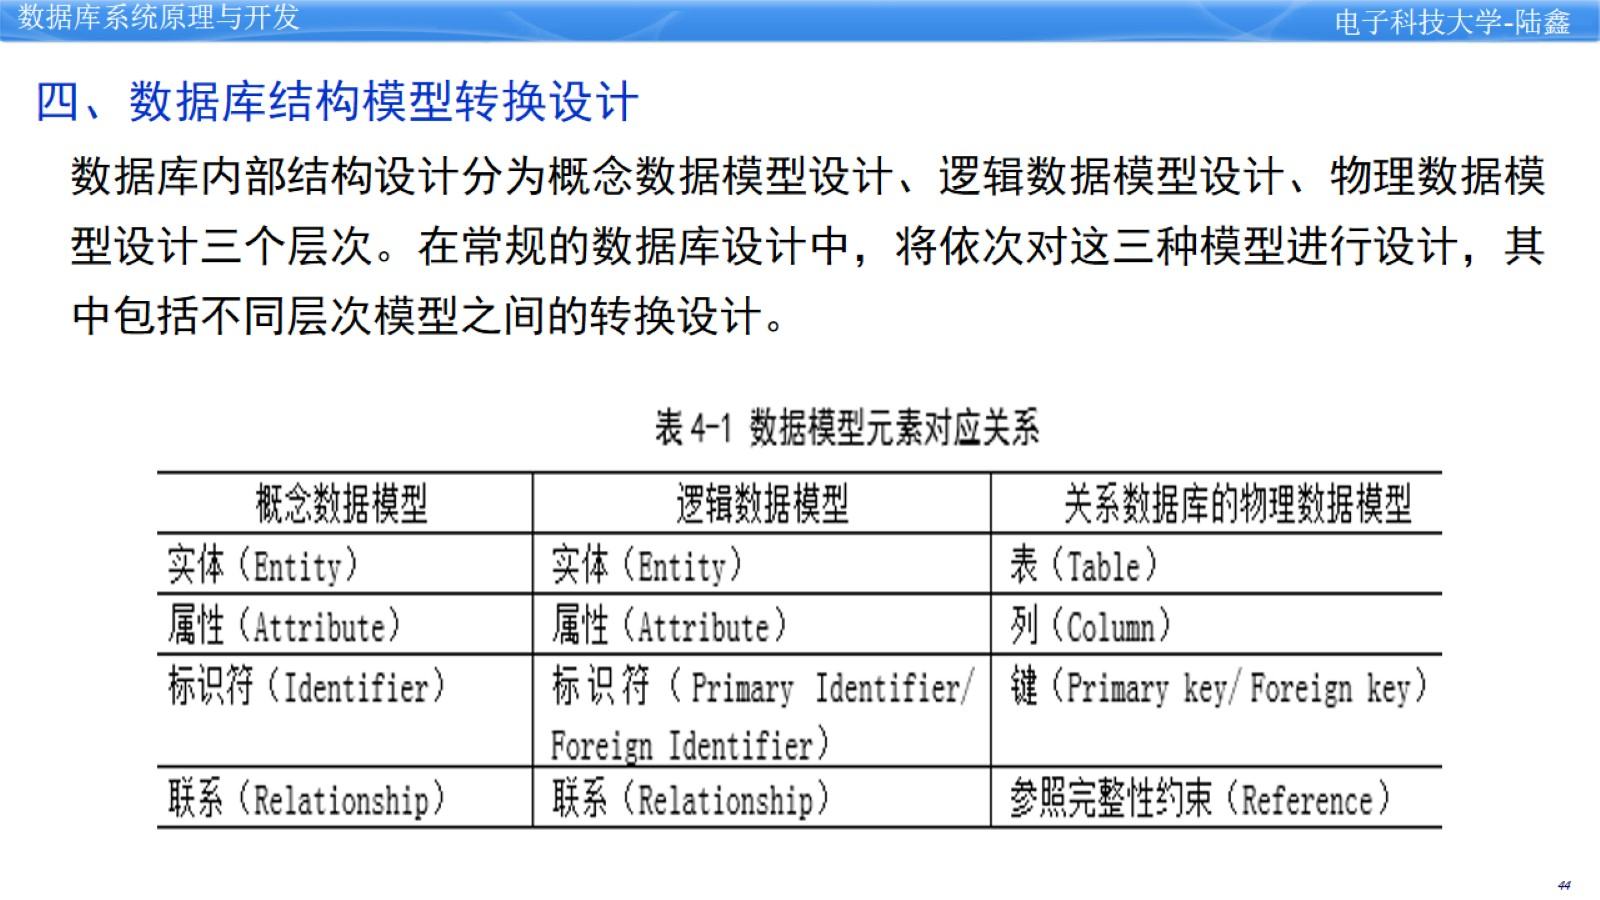 数据库系统原理与开发
电子科技大学-陆鑫
四、数据库结构模型转换设计
数据库内部结构设计分为概念数据模型设计、逻辑数据模型设计、物理数据模
型设计三个层次。在常规的数据库设计中，将依次对这三种模型进行设计，其
中包括不同层次模型之间的转换设计。
表 4-1 数据模型元素对应关系
概念数据模型 逻辑数据模型 关系数据库的物理数据模型
实体（Entity） 实体（Entity） 表（Table）
属性（Attribute） 属性（Attribute） 列（Column）
标识符（Identifier） 标识符（Primary Identifier/ 键（Primary key/Foreign key）
Foreign Identifier）
联系（Relationship） 联系（Relationship） 参照完整性约束（Reference）
44